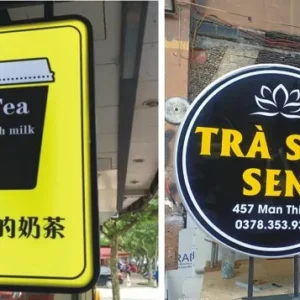 Tea
milk
的奶茶
TRÀ S
SEN
457 Man Thi
0378.353.9